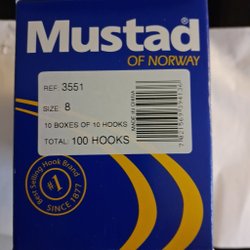 Mustad
OF NORWAY
REF: 3551
SIZE: 8
10 BOXES OF 10 HOOKS
TOTAL: 100 HOOKS
MADE IN CHINA
Best Selling Hook Brand
#1
SINCE 1877